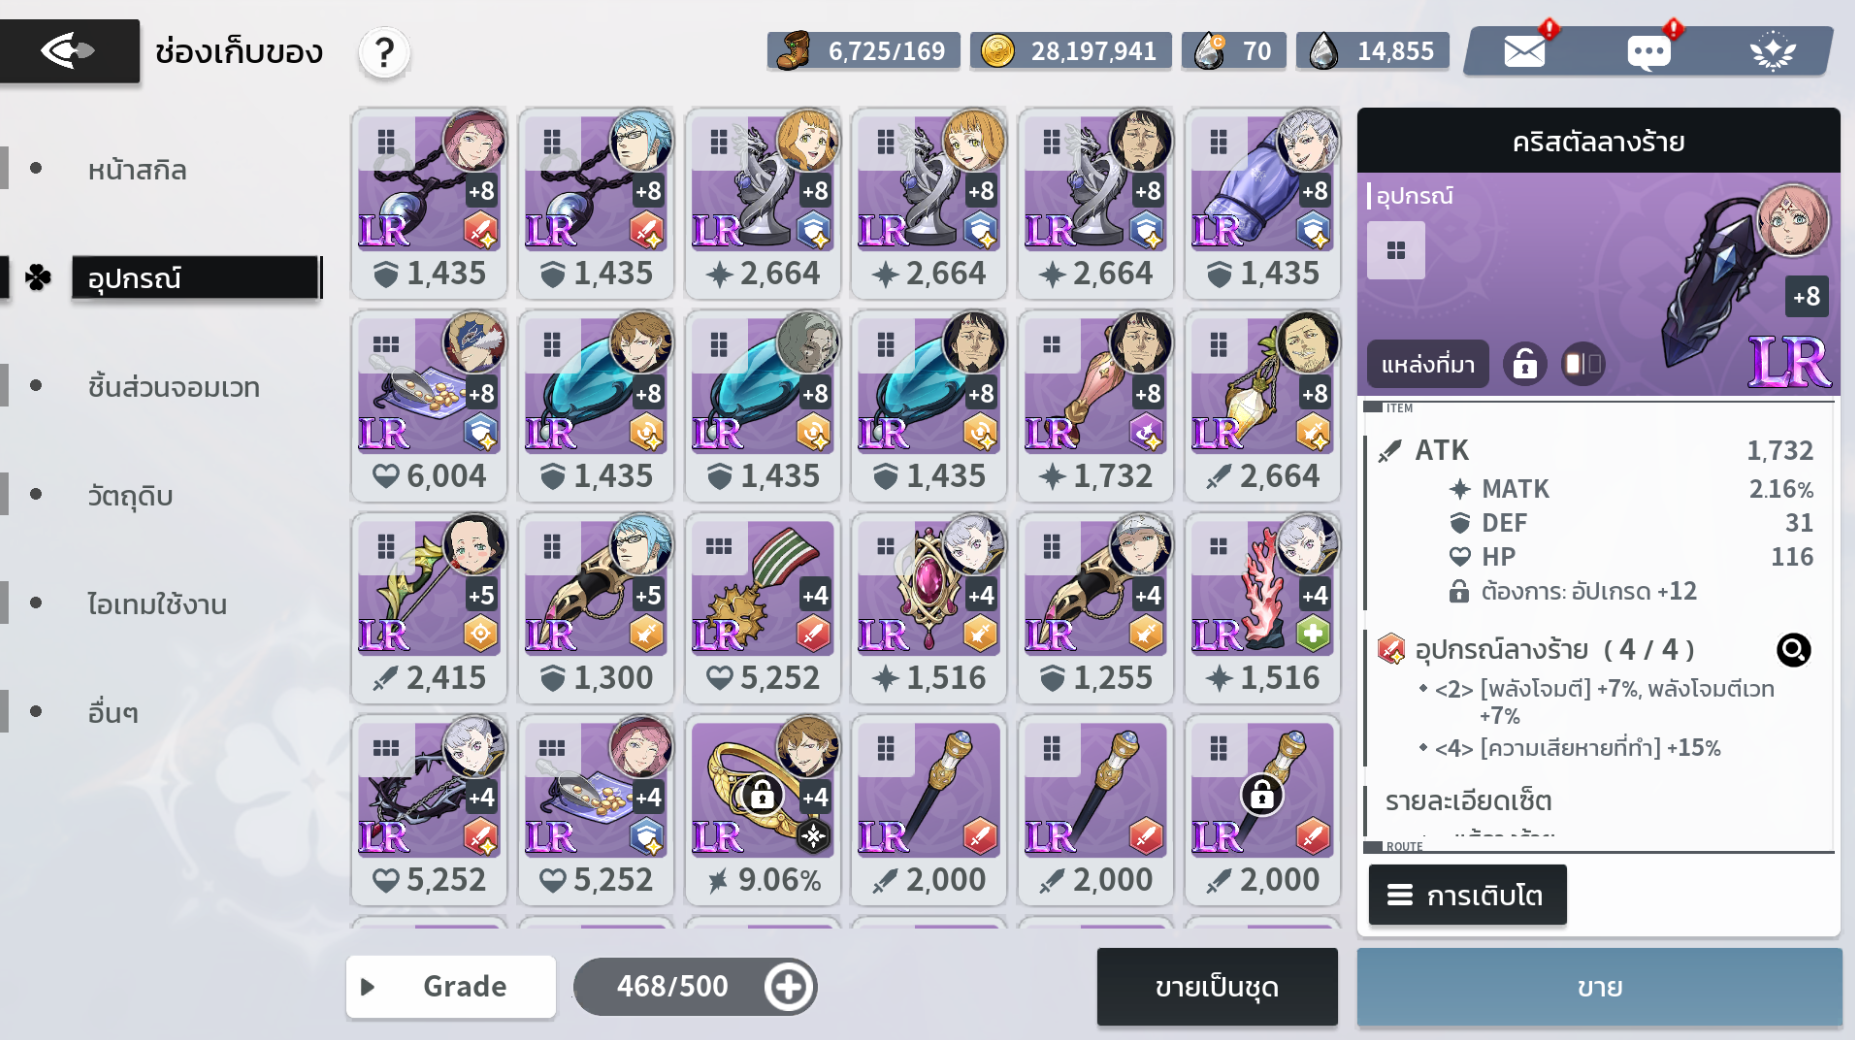 ช่องเก็บของ
?
6,725/169
28,197,941
70
14,855
หน้าสกิล
อุปกรณ์
ชิ้นส่วนจอมเวท
วัตถุดิบ
ไอเทมใช้งาน
อื่นๆ
+8 +8 +8 +8 +8 +8
LR LR LR LR LR LR
1,435 1,435 2,664 2,664 2,664 1,435
+8 +8 +8 +8 +8 +8
LR LR LR LR LR LR
6,004 1,435 1,435 1,435 1,732 2,664
+5 +5 +4 +4 +4 +4
LR LR LR LR LR LR
2,415 1,300 5,252 1,516 1,255 1,516
+4 +4 +4
LR LR LR LR LR LR
5,252 5,252 9.06% 2,000 2,000 2,000
Grade
468/500
ขายเป็นชุด
คริสตัลลางร้าย
อุปกรณ์
+8
แหล่งที่มา
LR
ITEM
ATK 1,732
MATK 2.16%
DEF 31
HP 116
ต้องการ: อัปเกรด +12
อุปกรณ์ลางร้าย ( 4 / 4 )
<2> [พลังโจมตี] +7%, พลังโจมตีเวท
+7%
<4> [ความเสียหายที่ทำ] +15%
รายละเอียดเซ็ต
ROUTE
การเติบโต
ขาย